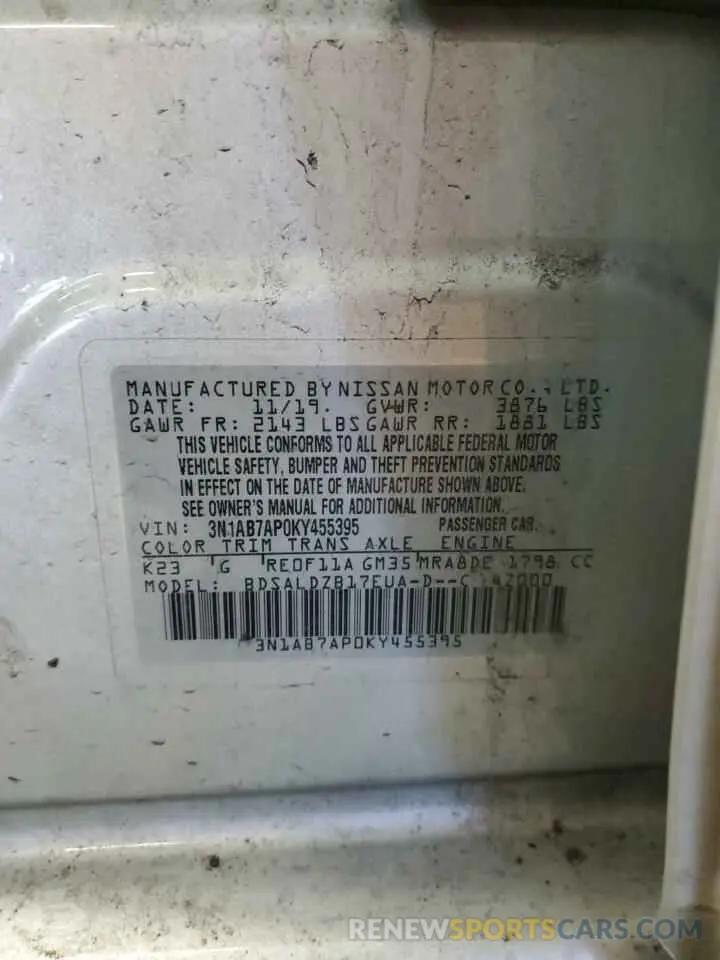 MANUFACTURED BY NISSAN MOTOR CO., LTD.
DATE: 11/19. GVWR: 3876 LBS
GAWR FR: 2143 LBS GAWR RR: 1881 LBS
THIS VEHICLE CONFORMS TO ALL APPLICABLE FEDERAL MOTOR
VEHICLE SAFETY, BUMPER AND THEFT PREVENTION STANDARDS
IN EFFECT ON THE DATE OF MANUFACTURE SHOWN ABOVE.
SEE OWNER'S MANUAL FOR ADDITIONAL INFORMATION.
VIN: 3N1AB7AP0KY455395 PASSENGER CAR.
COLOR TRIM TRANS AXLE ENGINE
K23 G RE0F11A GM35 MRA8DE 1798 CC
MODEL: BDSALDZB17EUA-D--C 42000
3N1AB7AP0KY455395
RENEWSPORTSCARS.COM